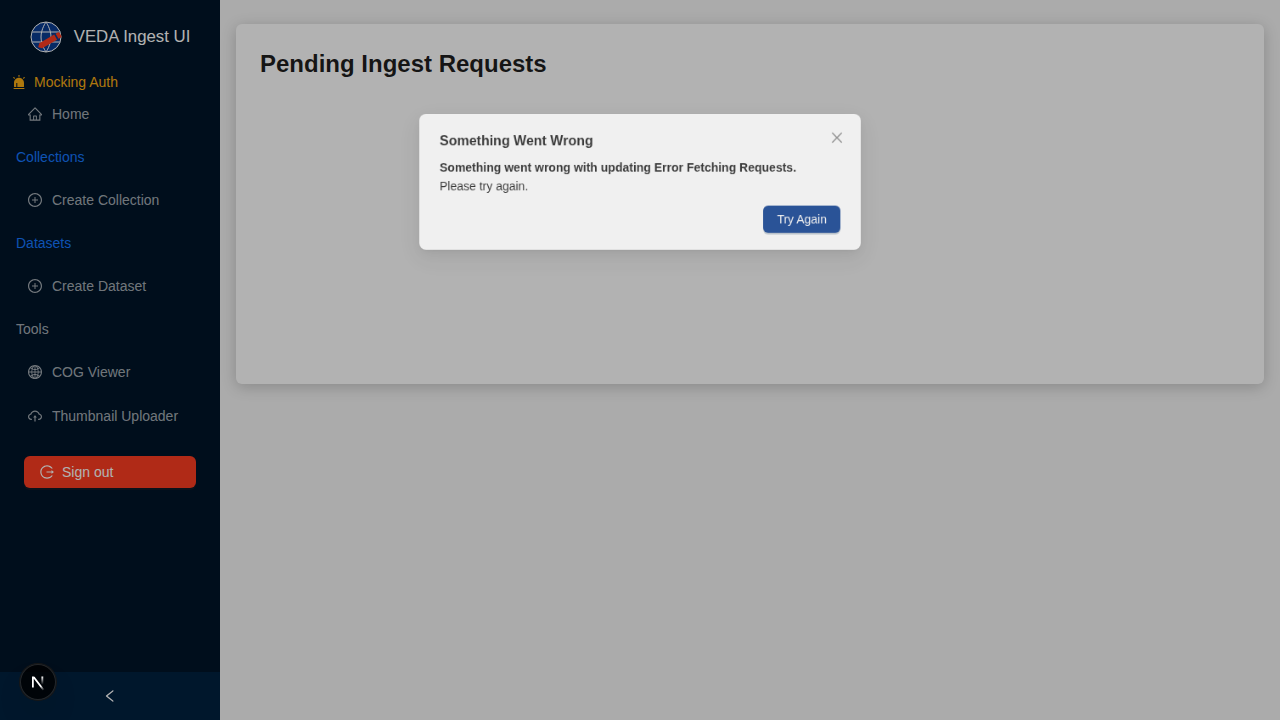 VEDA Ingest UI
Mocking Auth
Home
Collections
Create Collection
Datasets
Create Dataset
Tools
COG Viewer
Thumbnail Uploader
Sign out
Pending Ingest Requests
Something Went Wrong
Something went wrong with updating Error Fetching Requests.
Please try again.
Try Again
N